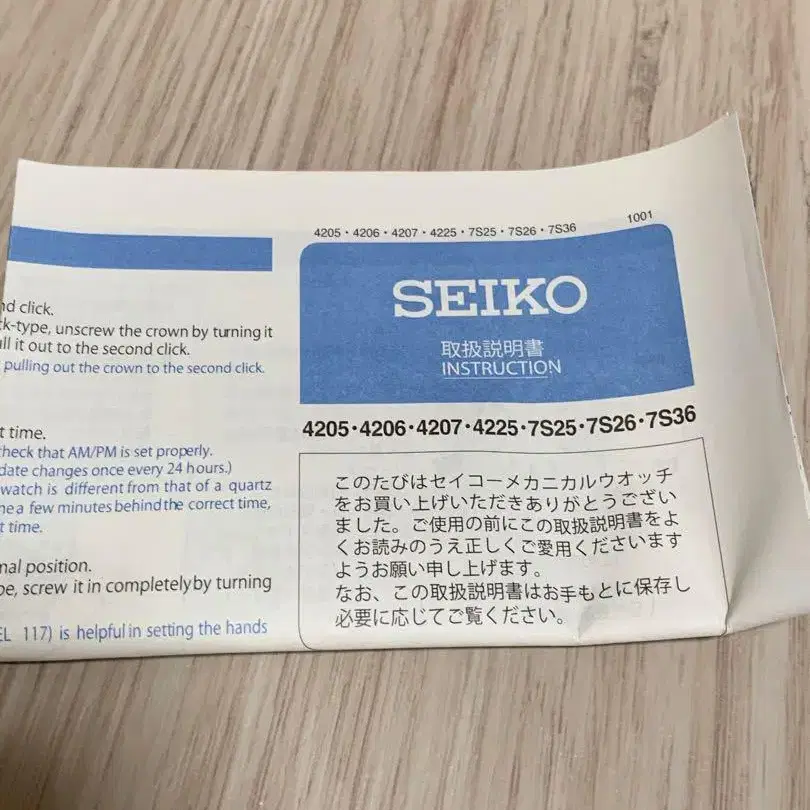 4205・4206・4207・4225・7S25・7S26・7S36
1001
SEIKO
取扱説明書
INSTRUCTION
4205・4206・4207・4225・7S25・7S26・7S36
このたびはセイコーメカニカルウオッチ
をお買い上げいただきありがとうござい
ました。ご使用の前にこの取扱説明書をよ
くお読みのうえ正しくご愛用くださいます
ようお願い申し上げます。
なお、この取扱説明書はお手もとに保存し
必要に応じてご覧ください。
click.
unscrew the crown by turning it
it out to the second click.
pulling out the crown to the second click.
time.
check that AM/PM is set properly.
date changes once every 24 hours.)
watch is different from that of a quartz
a few minutes behind the correct time,
time.
position.
screw it in completely by turning
117) is helpful in setting the hands